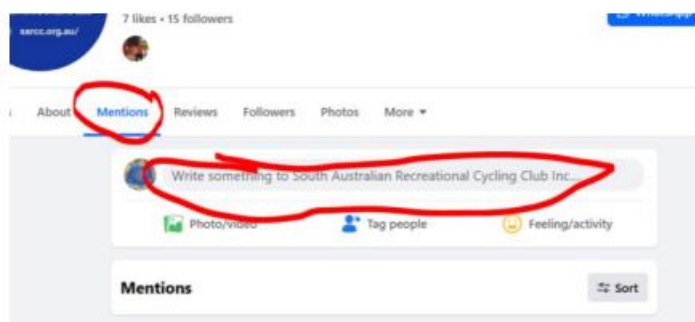 7 likes • 15 followers
sarcc.org.au/
WhatsApp
About Mentions Reviews Followers Photos More
Write something to South Australian Recreational Cycling Club Inc...
Photo/video Tag people Feeling/activity
Mentions Sort